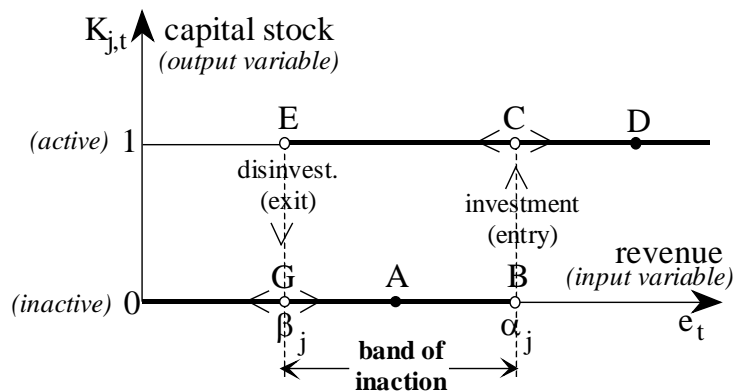 K_{j,t} capital stock
(output variable)
E C D
(active) 1
disinvest.
(exit)
investment
(entry)
revenue
(input variable)
G A B
(inactive) 0
β_j α_j e_t
band of
inaction